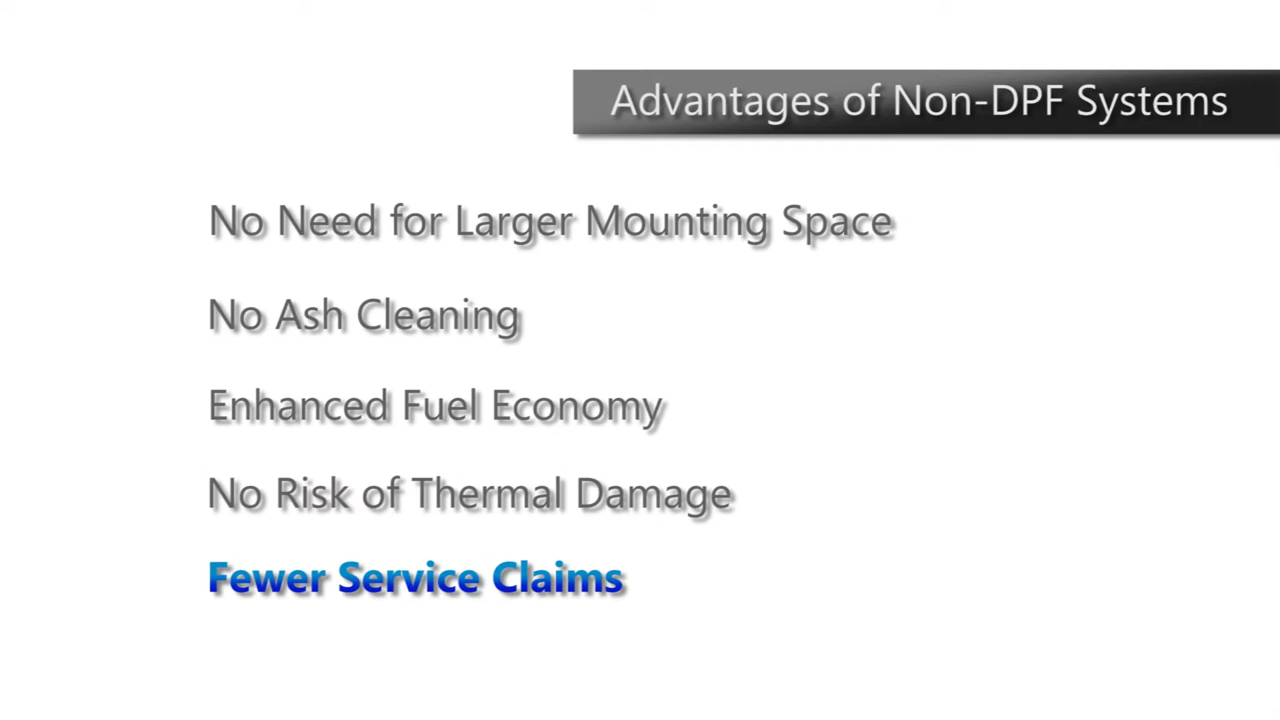 Advantages of Non-DPF Systems
No Need for Larger Mounting Space
No Ash Cleaning
Enhanced Fuel Economy
No Risk of Thermal Damage
Fewer Service Claims